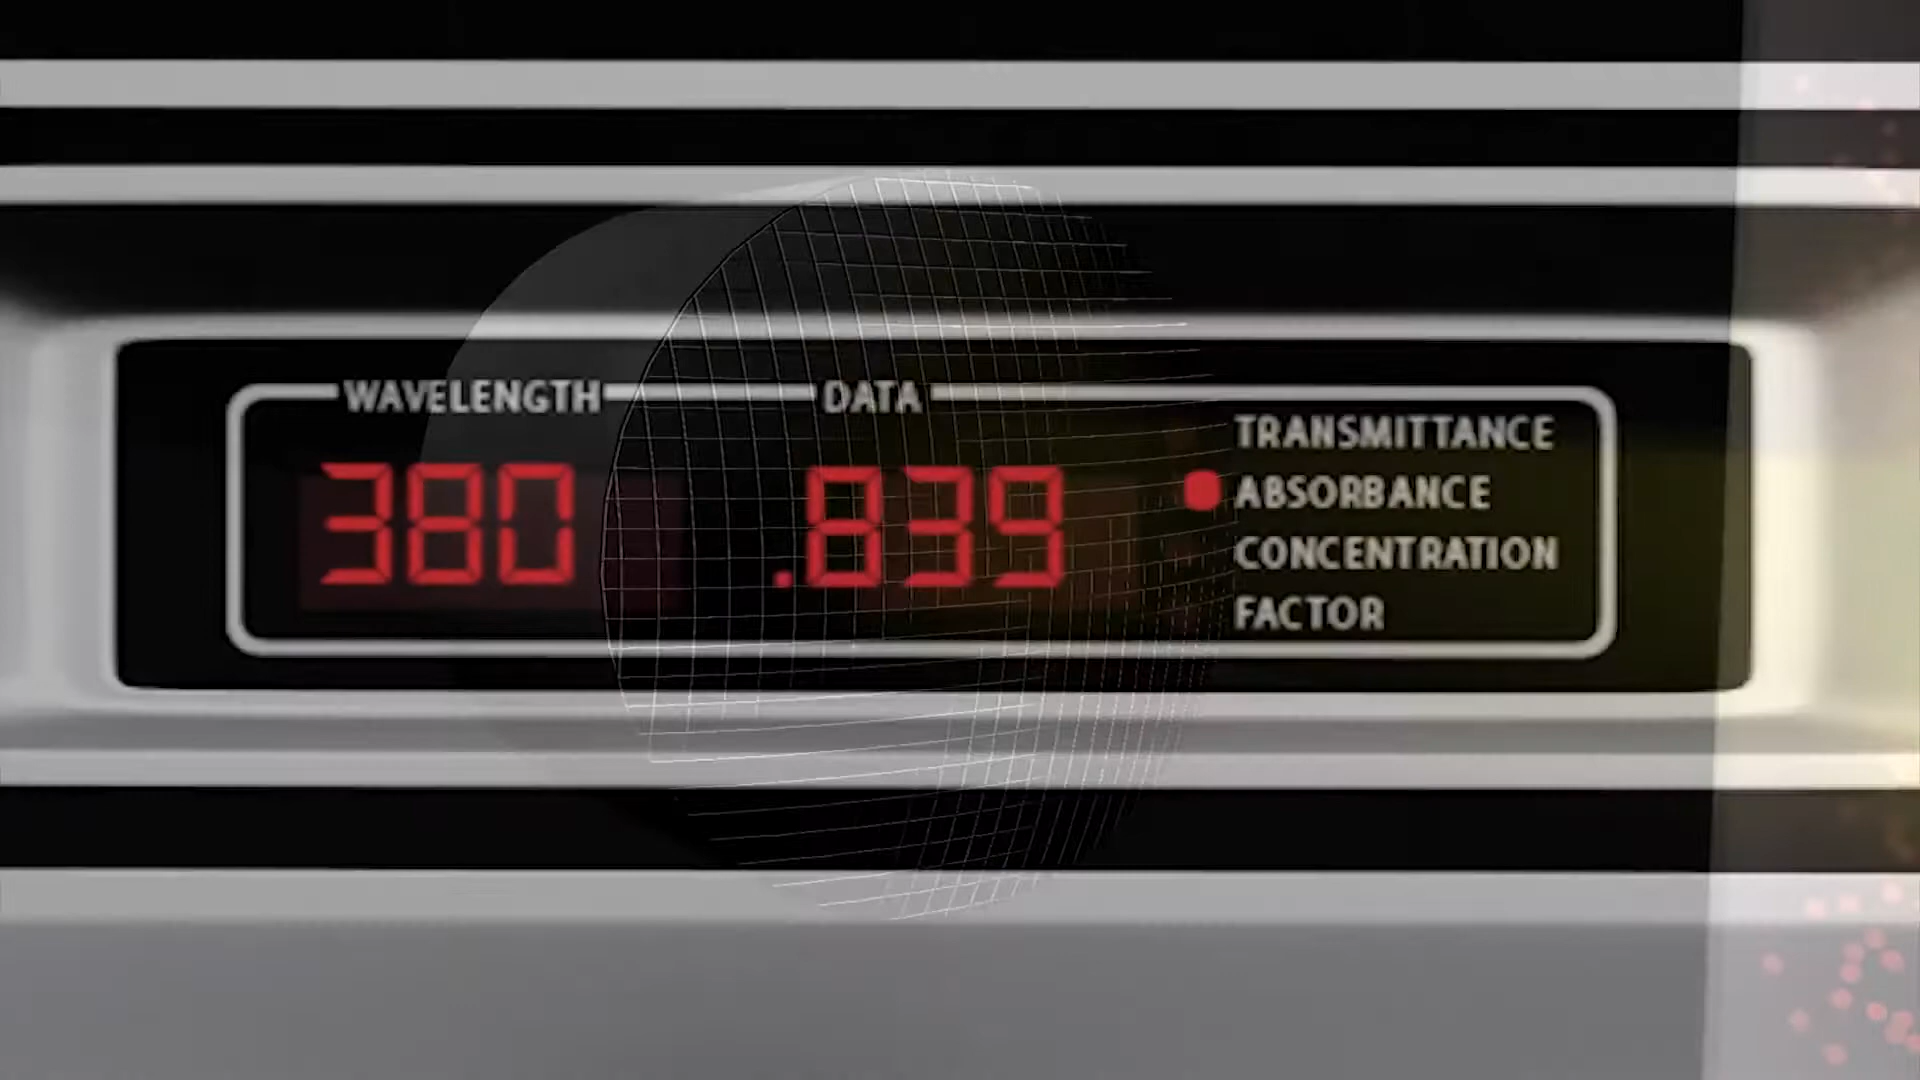 WAVELENGTH DATA
380 .839
TRANSMITTANCE
ABSORBANCE
CONCENTRATION
FACTOR